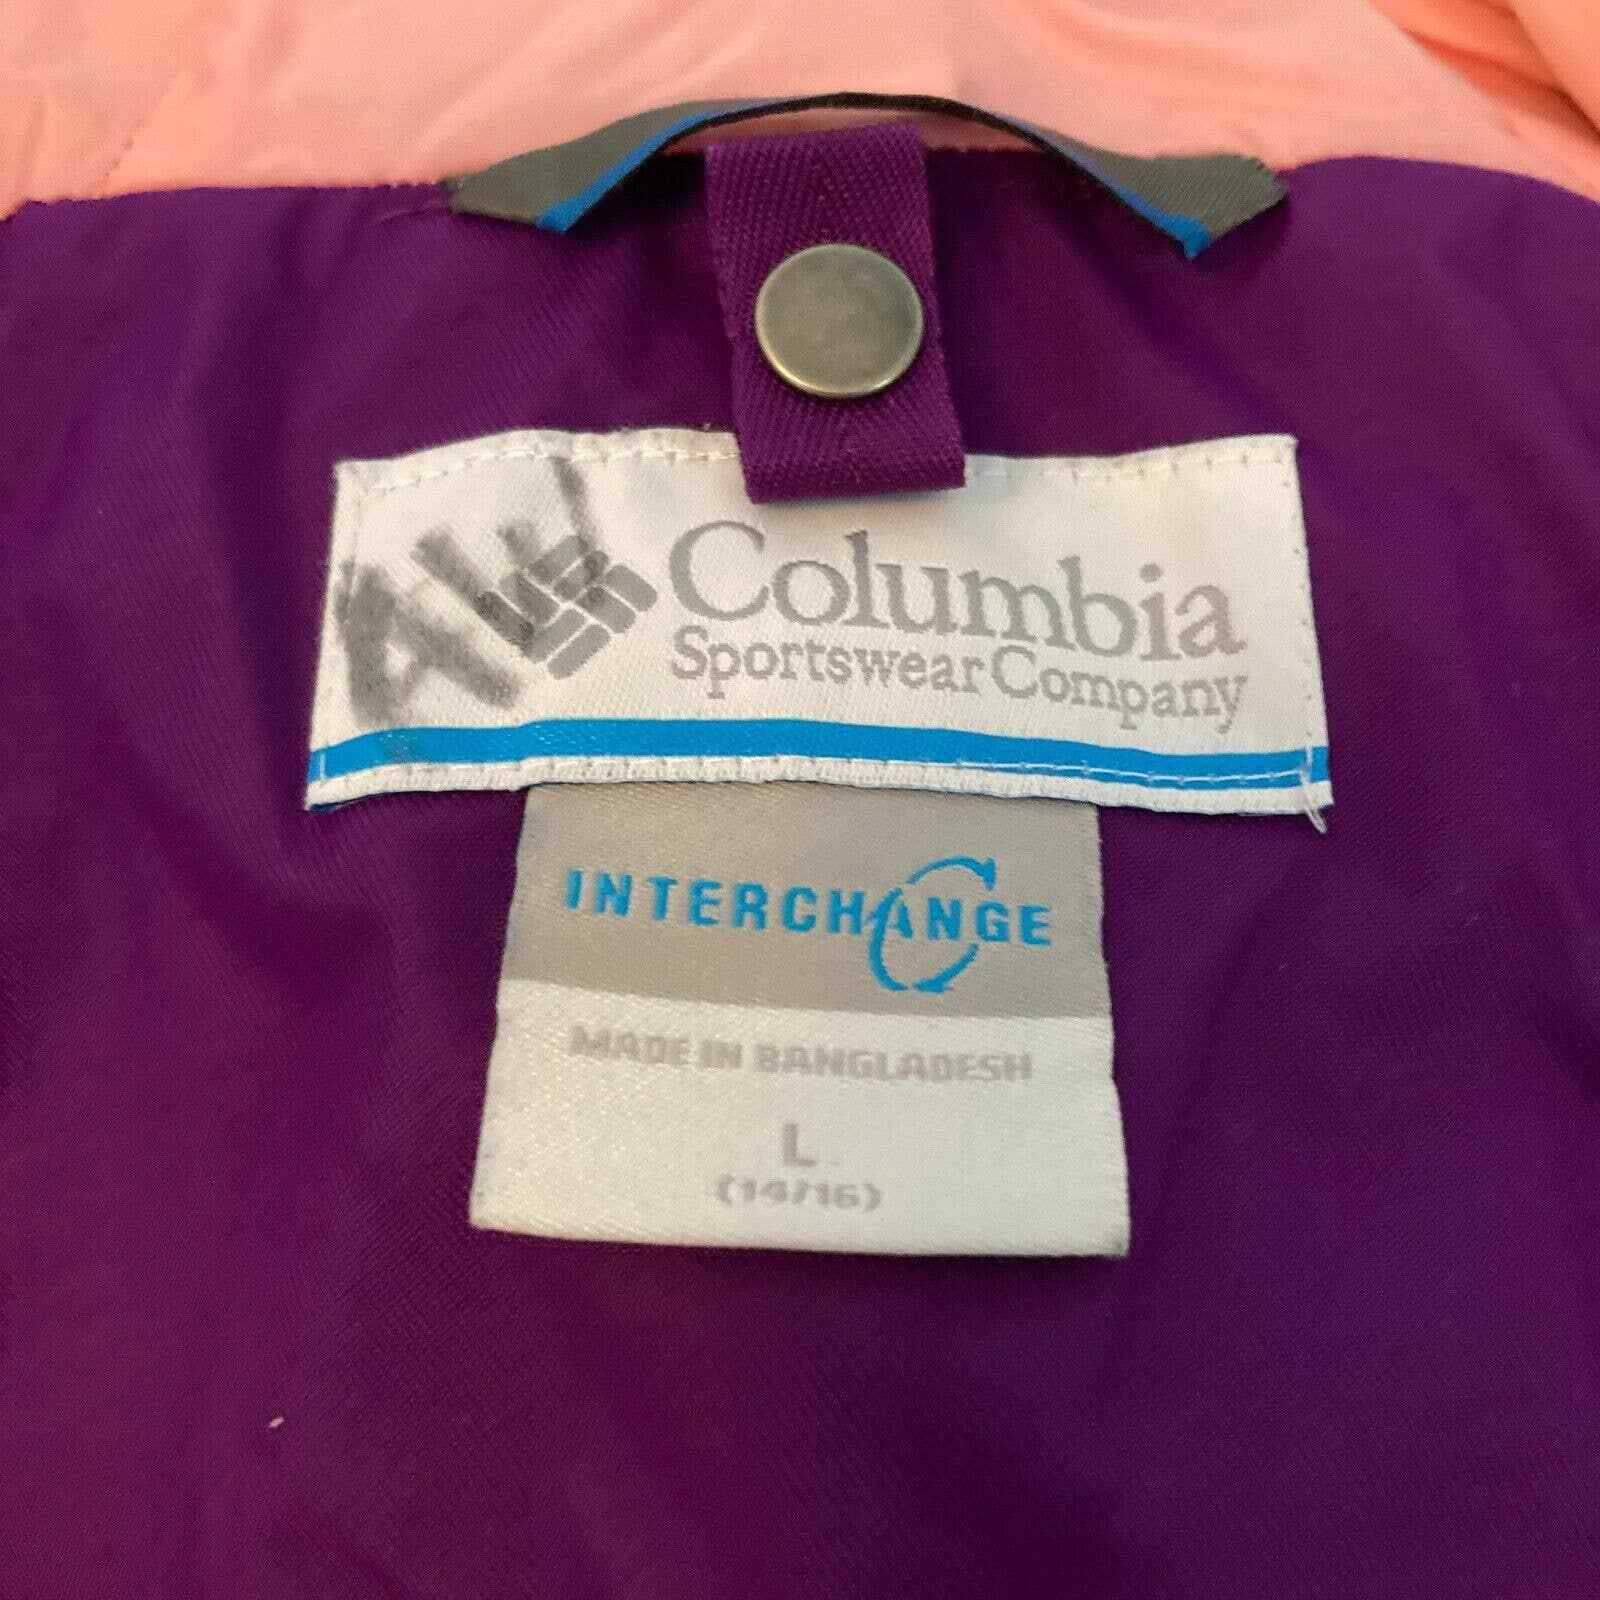 Columbia
Sportswear Company
INTERCHANGE
MADE IN BANGLADESH
L
(14/16)